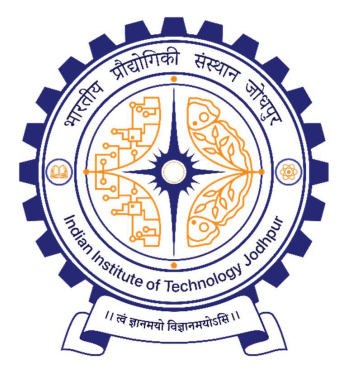 भारतीय प्रौद्योगिकी संस्थान जोधपुर
Indian Institute of Technology Jodhpur
।। त्वं ज्ञानमयो विज्ञानमयोऽसि ।।